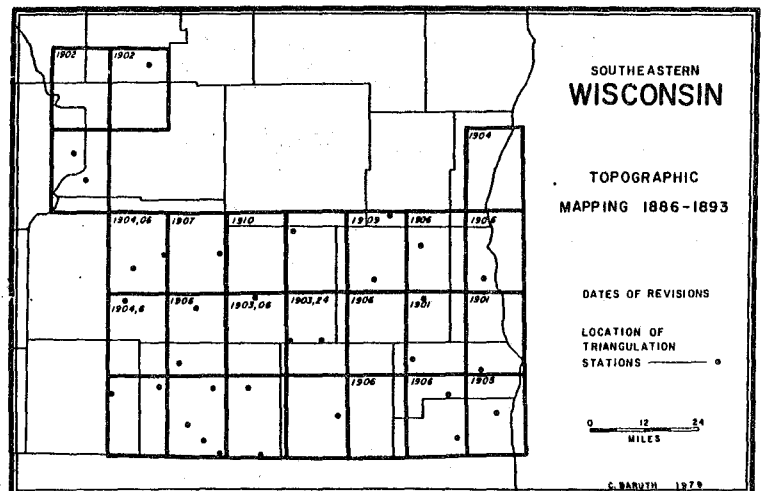 SOUTHEASTERN
WISCONSIN
TOPOGRAPHIC
MAPPING 1886-1893
DATES OF REVISIONS
LOCATION OF
TRIANGULATION
STATIONS
0 12 24
MILES
C. BARUTH 1979
1902 1902
1904
1904,06 1907 1910 1909 1906 1906
1904,6 1906 1903,06 1903,24 1906 1901 1901
1906 1906 1905